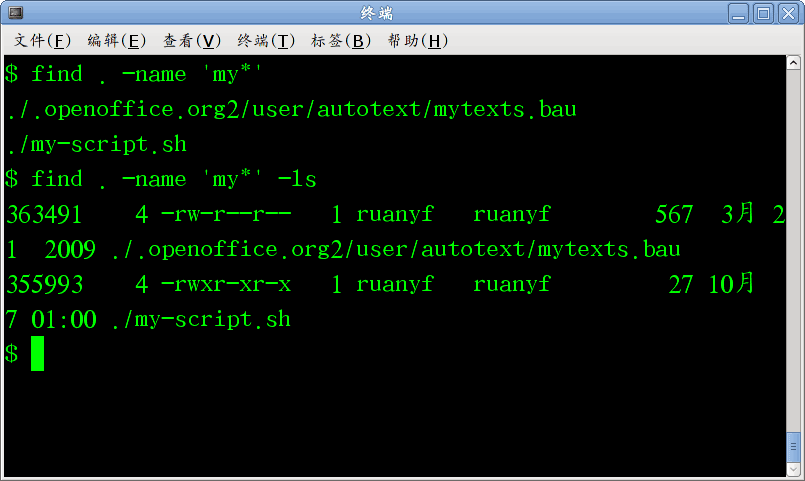 终端
文件(F) 编辑(E) 查看(V) 终端(T) 标签(B) 帮助(H)
$ find . -name 'my*'
./.openoffice.org2/user/autotext/mytexts.bau
./my-script.sh
$ find . -name 'my*' -ls
363491    4 -rw-r--r--   1 ruanyf   ruanyf        567  3月 2
1  2009 ./.openoffice.org2/user/autotext/mytexts.bau
355993    4 -rwxr-xr-x   1 ruanyf   ruanyf         27 10月
7 01:00 ./my-script.sh
$